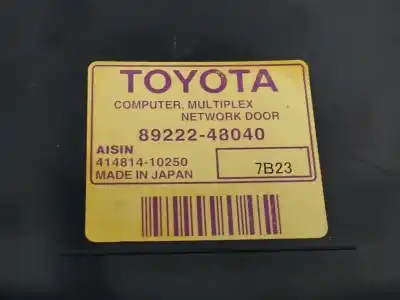 TOYOTA
COMPUTER, MULTIPLEX
NETWORK DOOR
89222-48040
AISIN
414814-10250
7B23
MADE IN JAPAN